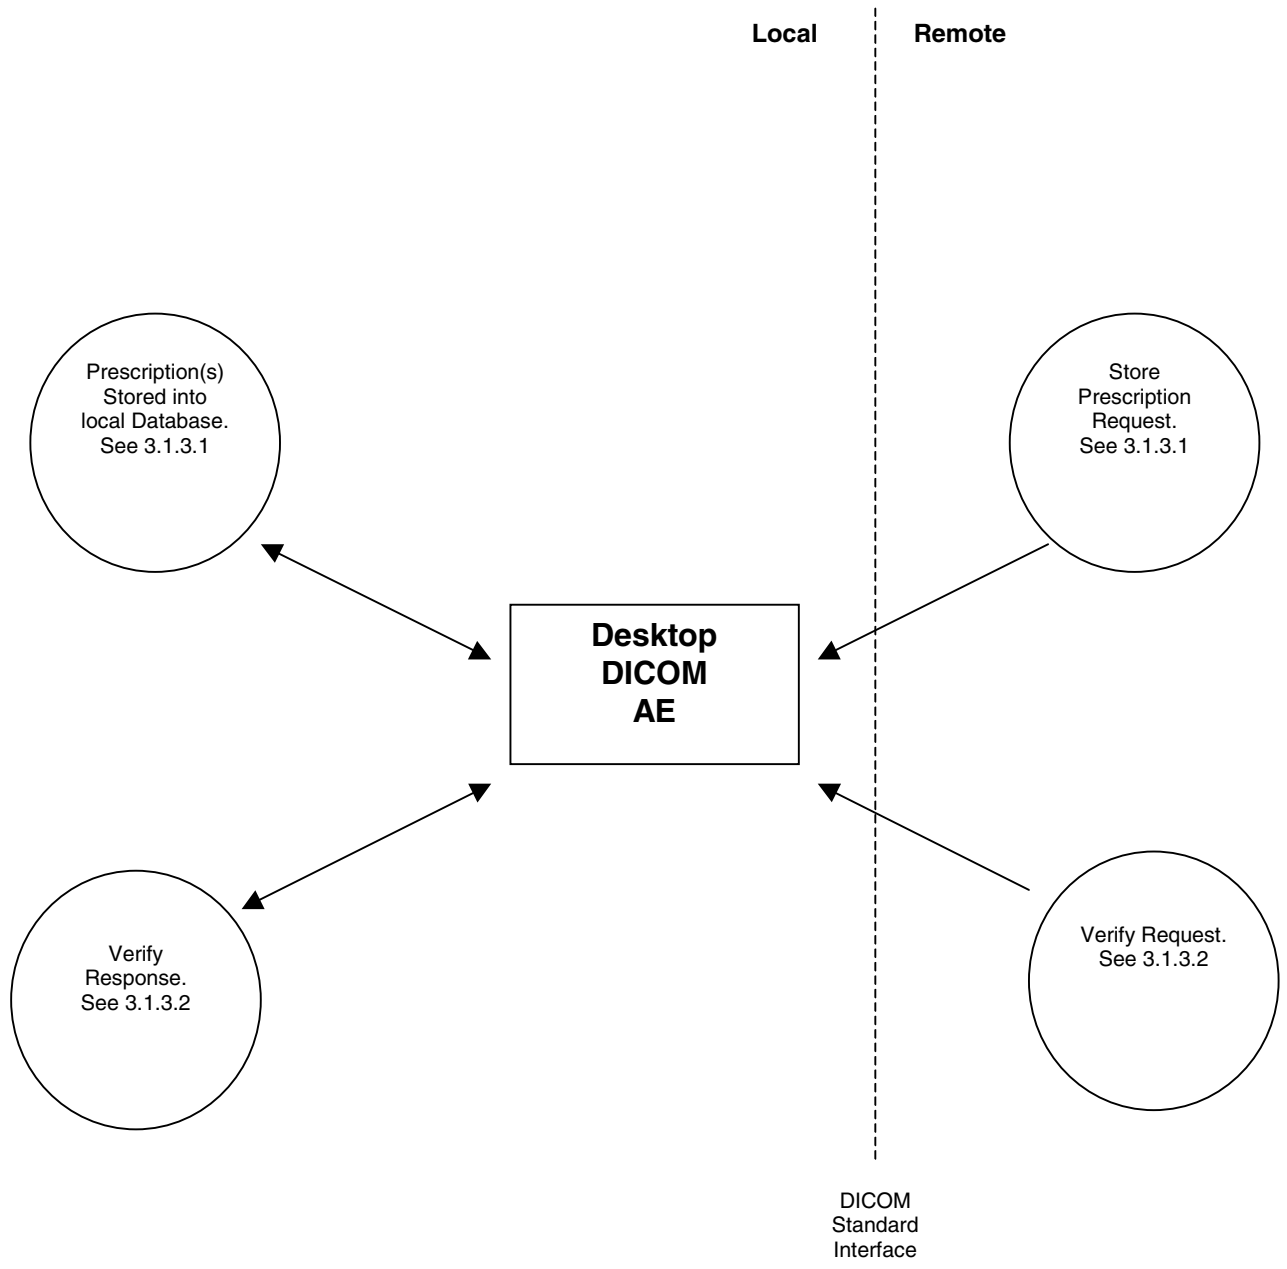 Local
Remote
Prescription(s)
Stored into
local Database.
See 3.1.3.1
Store
Prescription
Request.
See 3.1.3.1
Desktop
DICOM
AE
Verify
Response.
See 3.1.3.2
Verify Request.
See 3.1.3.2
DICOM
Standard
Interface